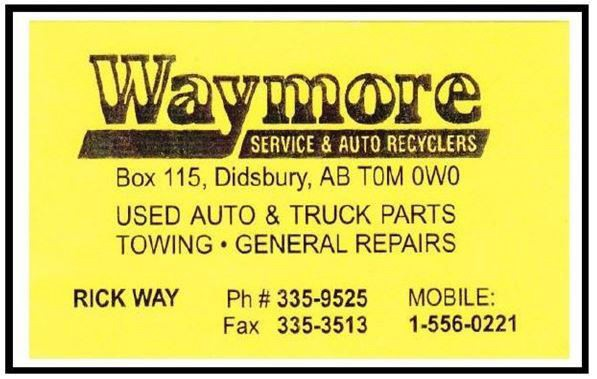 Waymore
SERVICE & AUTO RECYCLERS
Box 115, Didsbury, AB T0M 0W0
USED AUTO & TRUCK PARTS
TOWING • GENERAL REPAIRS
RICK WAY Ph # 335-9525 MOBILE:
Fax 335-3513 1-556-0221